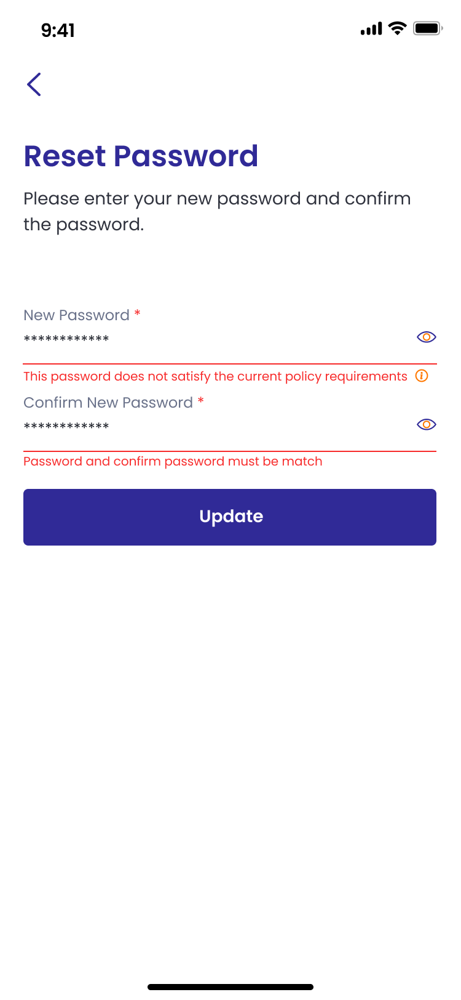 9:41
Reset Password
Please enter your new password and confirm
the password.
New Password *
************
This password does not satisfy the current policy requirements
Confirm New Password *
************
Password and confirm password must be match
Update